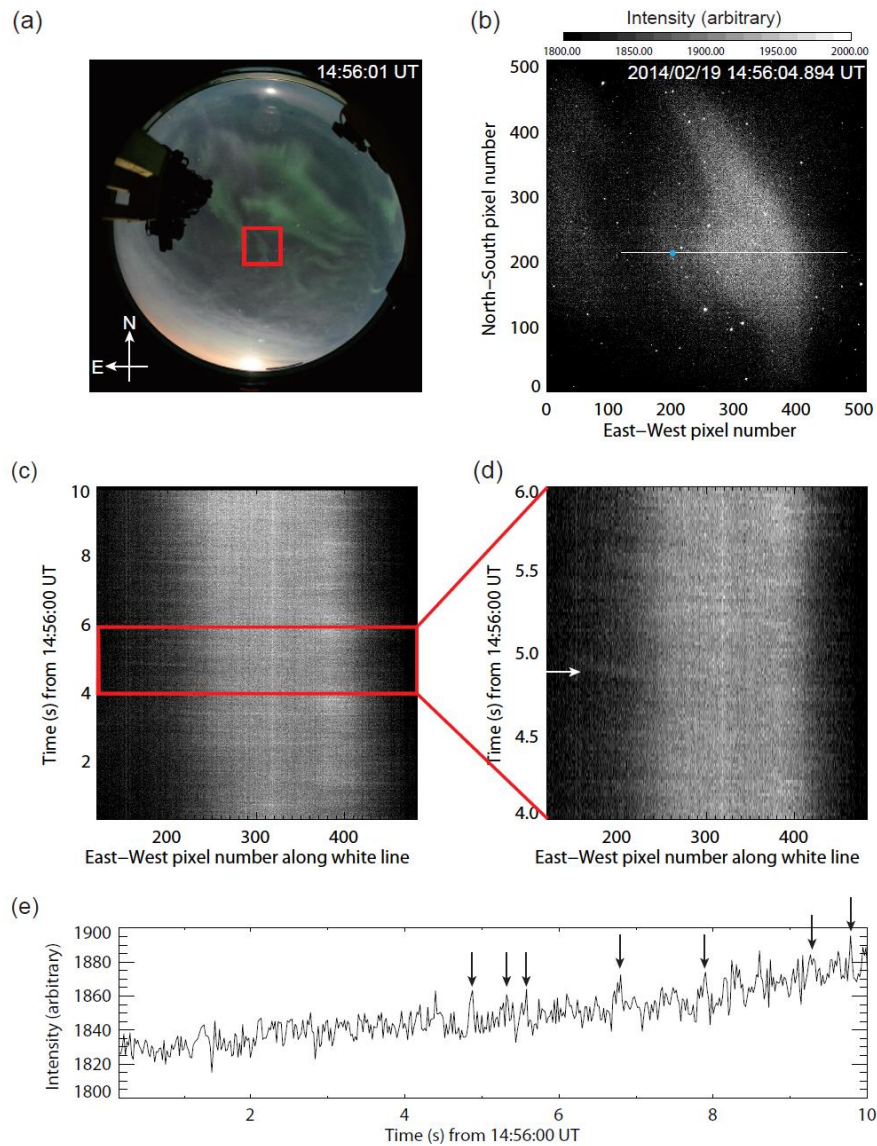 (a)
14:56:01 UT
N
E
(b)
Intensity (arbitrary)
1800.00 1850.00 1900.00 1950.00 2000.00
2014/02/19 14:56:04.894 UT
500
400
300
200
100
0
North−South pixel number
0 100 200 300 400 500
East−West pixel number
(c)
10
8
6
4
2
Time (s) from 14:56:00 UT
200 300 400
East−West pixel number along white line
(d)
6.0
5.5
5.0
4.5
4.0
Time (s) from 14:56:00 UT
200 300 400
East−West pixel number along white line
(e)
1900
1880
1860
1840
1820
1800
Intensity (arbitrary)
2 4 6 8 10
Time (s) from 14:56:00 UT